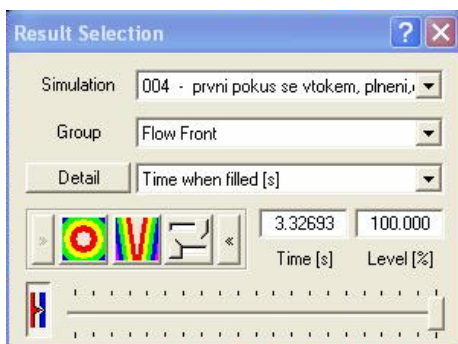 Result Selection
Simulation 004 - prvni pokus se vtokem, plneni,
Group Flow Front
Detail Time when filled [s]
» « 3.32693 100.000
Time [s] Level [%]